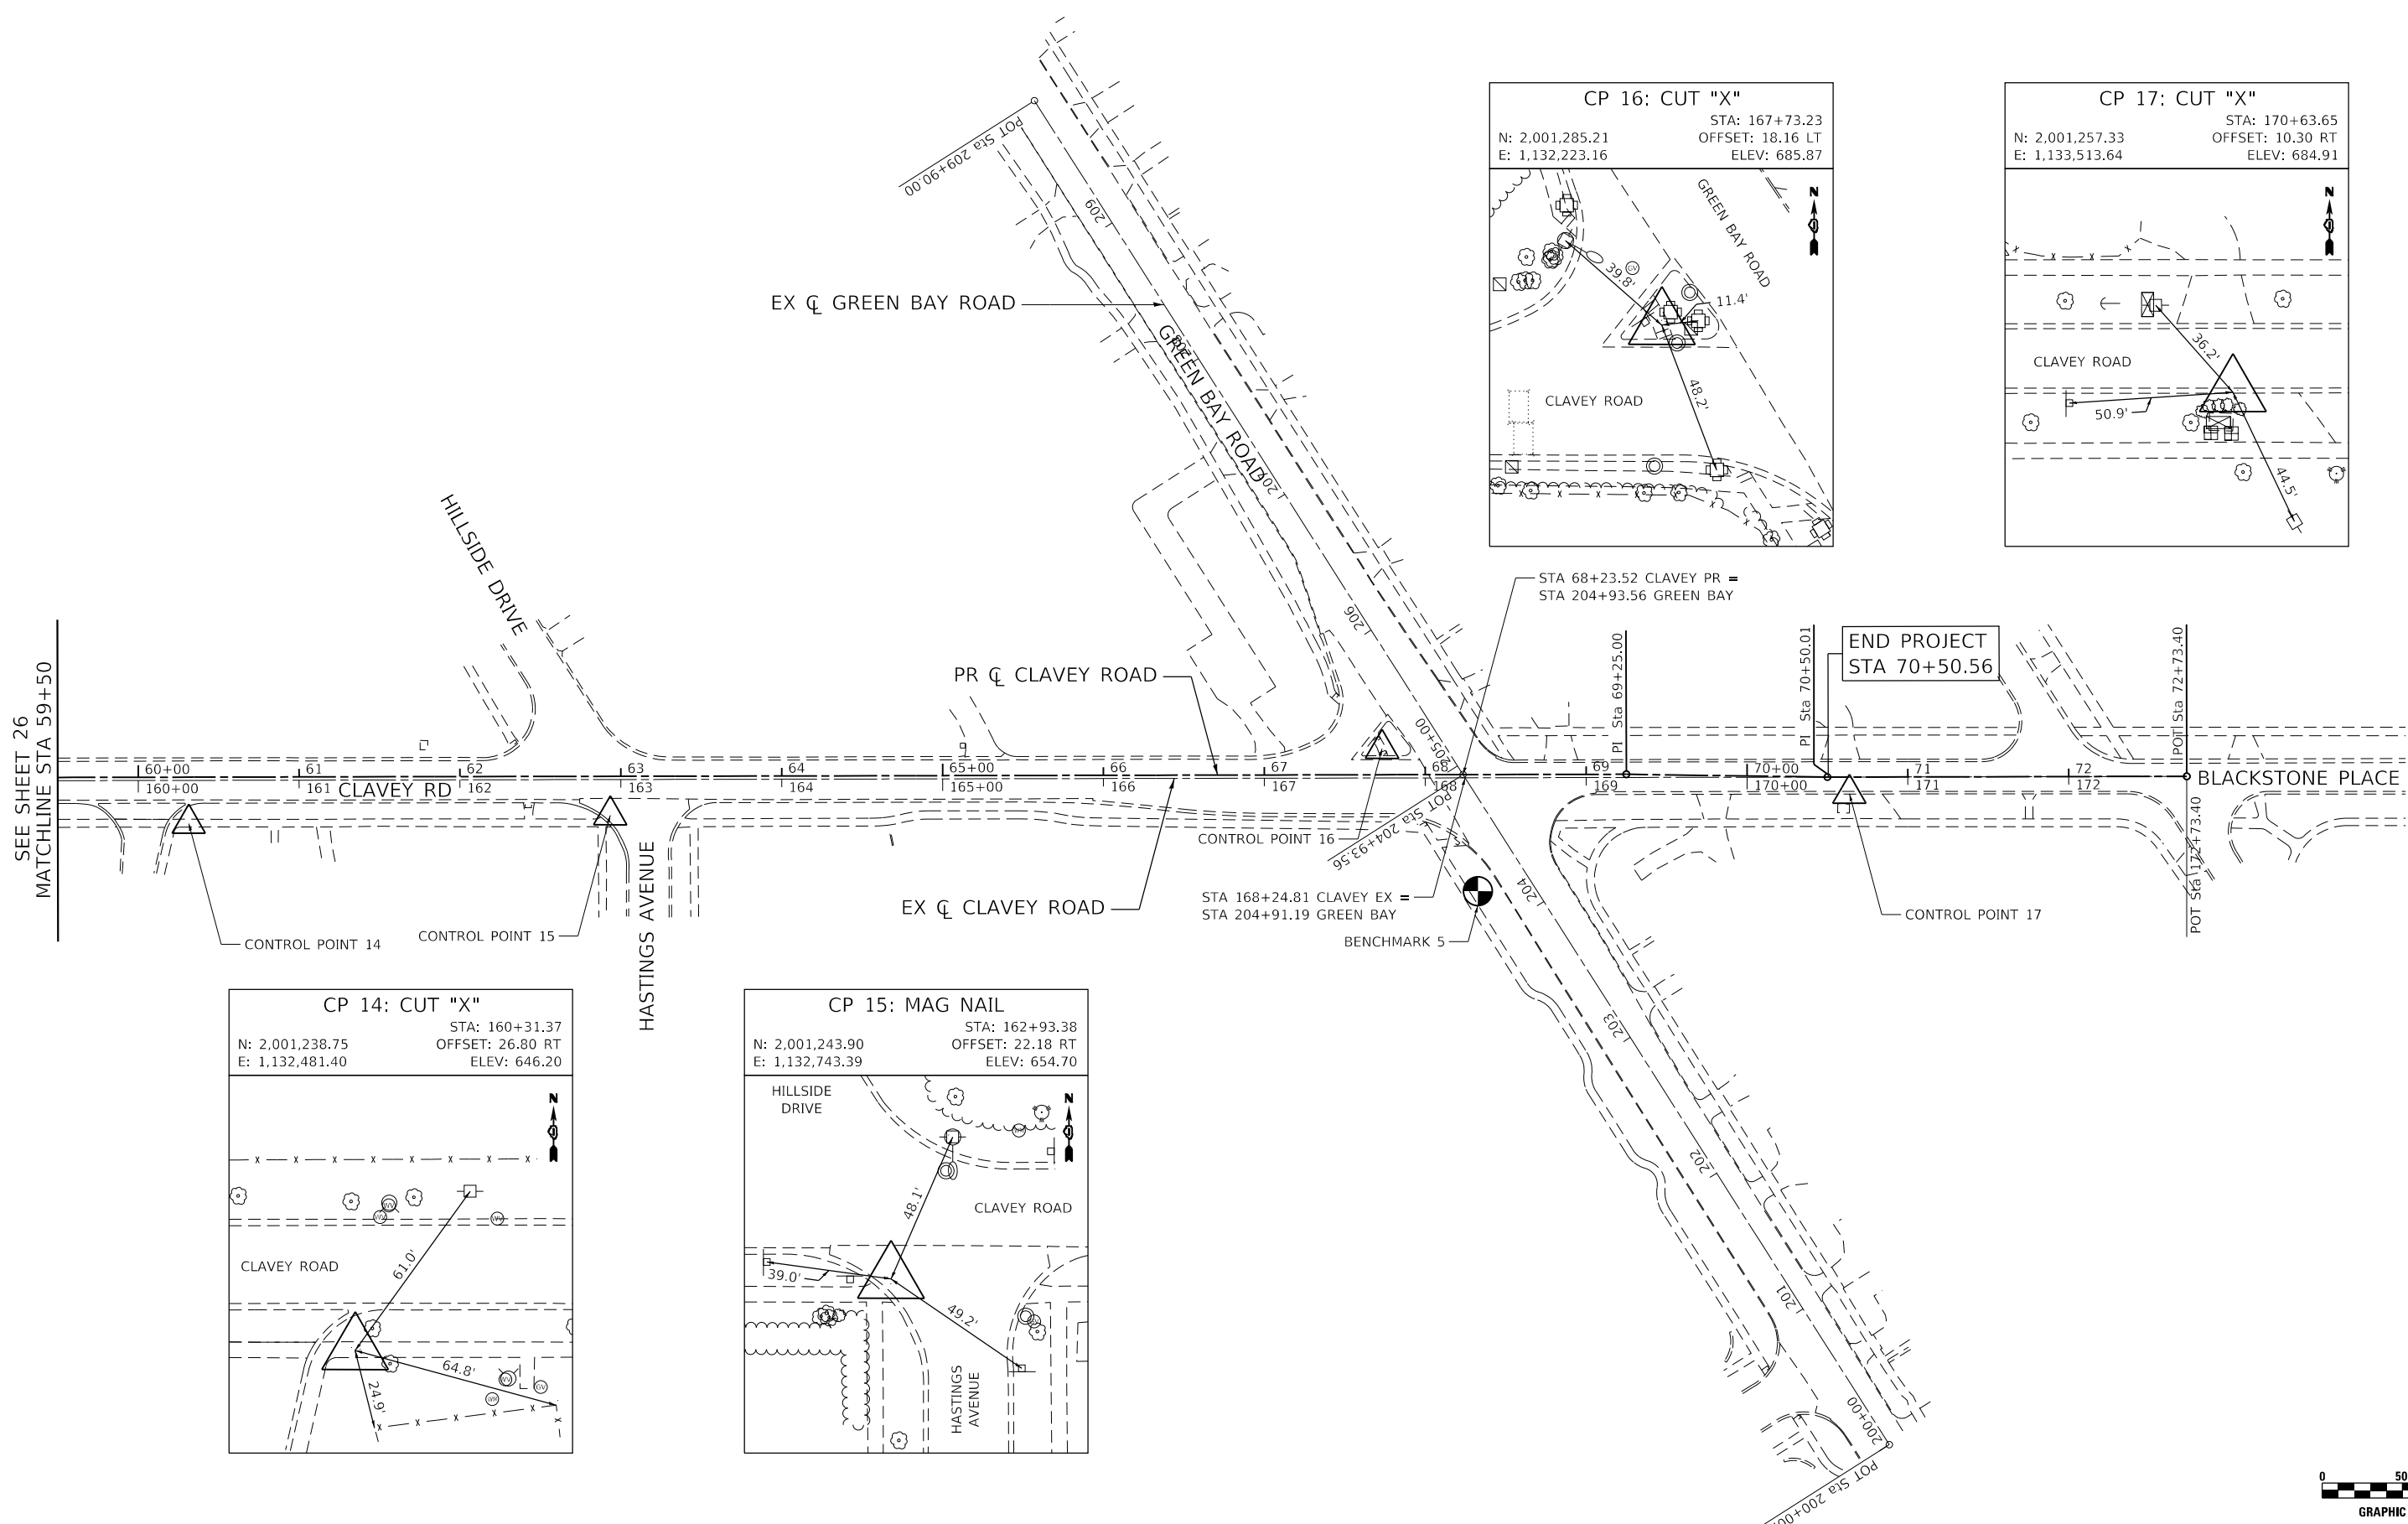 CP 16: CUT "X"
STA: 167+73.23
N: 2,001,285.21 OFFSET: 18.16 LT
E: 1,132,223.16 ELEV: 685.87
N
GREEN BAY ROAD
GV
39.8'
11.4'
48.2'
CLAVEY ROAD
CP 17: CUT "X"
STA: 170+63.65
N: 2,001,257.33 OFFSET: 10.30 RT
E: 1,133,513.64 ELEV: 684.91
N
36.2'
CLAVEY ROAD
50.9'
44.5'
POT Sta 209+90.00
209
EX ℄ GREEN BAY ROAD
208
GREEN BAY ROAD
207
206
205+00
HILLSIDE DRIVE
STA 68+23.52 CLAVEY PR =
STA 204+93.56 GREEN BAY
PR ℄ CLAVEY ROAD
PI Sta 69+25.00
PI Sta 70+50.01
END PROJECT
STA 70+50.56
POT Sta 72+73.40
SEE SHEET 26
MATCHLINE STA 59+50
60+00 61 62 63 64 65+00 66 67 68 69 70+00 71 72
160+00 161 162 163 164 165+00 166 167 168 169 170+00 171 172
CLAVEY RD
BLACKSTONE PLACE
POT Sta 172+73.40
POT Sta 204+93.56
CONTROL POINT 16
EX ℄ CLAVEY ROAD
STA 168+24.81 CLAVEY EX =
STA 204+91.19 GREEN BAY
BENCHMARK 5
CONTROL POINT 17
CONTROL POINT 14
CONTROL POINT 15
HASTINGS AVENUE
204
203
202
201
200+00
CP 14: CUT "X"
STA: 160+31.37
N: 2,001,238.75 OFFSET: 26.80 RT
E: 1,132,481.40 ELEV: 646.20
N
61.0'
CLAVEY ROAD
64.8'
24.9'
CP 15: MAG NAIL
STA: 162+93.38
N: 2,001,243.90 OFFSET: 22.18 RT
E: 1,132,743.39 ELEV: 654.70
HILLSIDE
DRIVE
N
48.1'
CLAVEY ROAD
39.0'
49.2'
HASTINGS
AVENUE
POT Sta 200+00
0 50
GRAPHIC